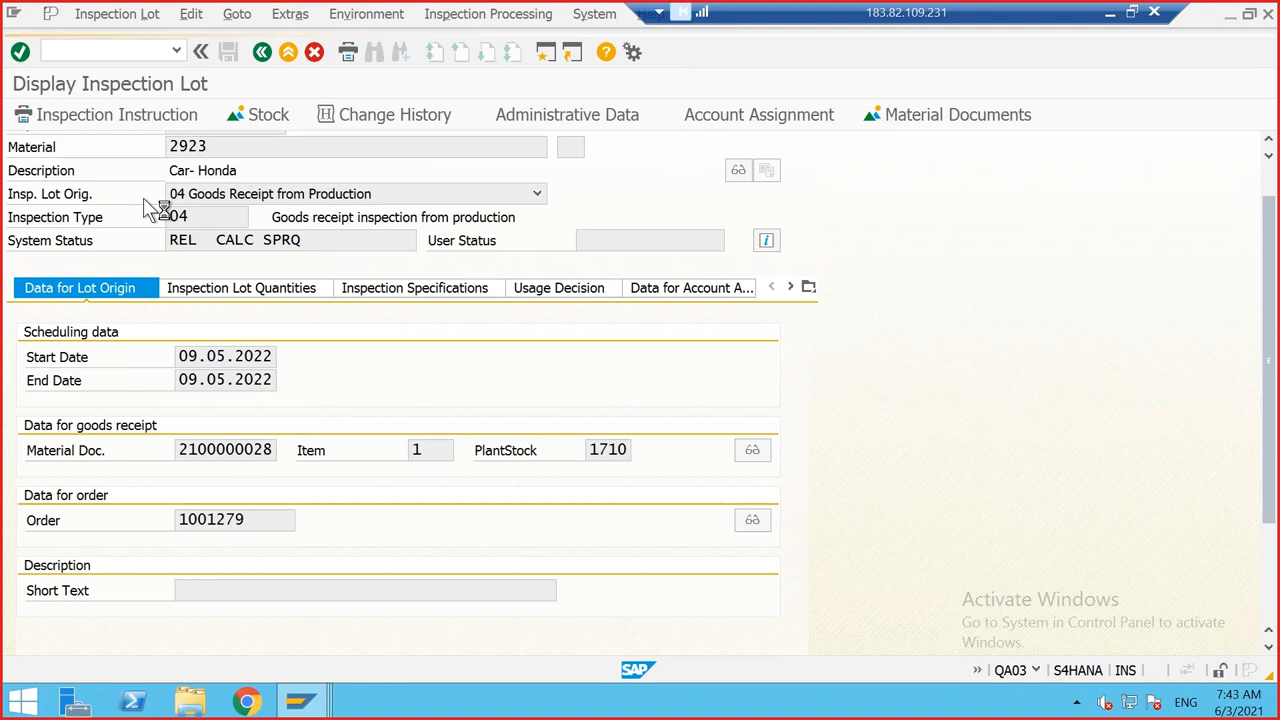 Inspection Lot Edit Goto Extras Environment Inspection Processing System Help 183.82.109.231
Display Inspection Lot
Inspection Instruction Stock Change History Administrative Data Account Assignment Material Documents
Material 2923
Description Car- Honda
Insp. Lot Orig. 04 Goods Receipt from Production
Inspection Type 04 Goods receipt inspection from production
System Status REL CALC SPRQ User Status
Data for Lot Origin Inspection Lot Quantities Inspection Specifications Usage Decision Data for Account A...
Scheduling data
Start Date 09.05.2022
End Date 09.05.2022
Data for goods receipt
Material Doc. 2100000028 Item 1 PlantStock 1710
Data for order
Order 1001279
Description
Short Text
Activate Windows
Go to System in Control Panel to activate
Windows.
SAP » QA03 S4HANA INS
ENG 7:43 AM
6/3/2021